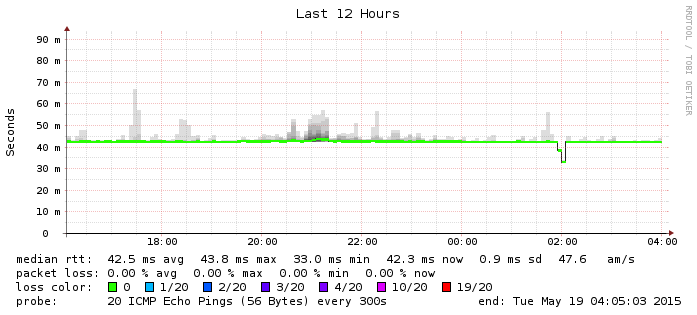 Last 12 Hours
RRDTOOL / TOBI OETIKER
Seconds
90 m
80 m
70 m
60 m
50 m
40 m
30 m
20 m
10 m
0
18:00 20:00 22:00 00:00 02:00 04:00
median rtt: 42.5 ms avg 43.8 ms max 33.0 ms min 42.3 ms now 0.9 ms sd 47.6 am/s
packet loss: 0.00 % avg 0.00 % max 0.00 % min 0.00 % now
loss color: 0 1/20 2/20 3/20 4/20 10/20 19/20
probe: 20 ICMP Echo Pings (56 Bytes) every 300s end: Tue May 19 04:05:03 2015